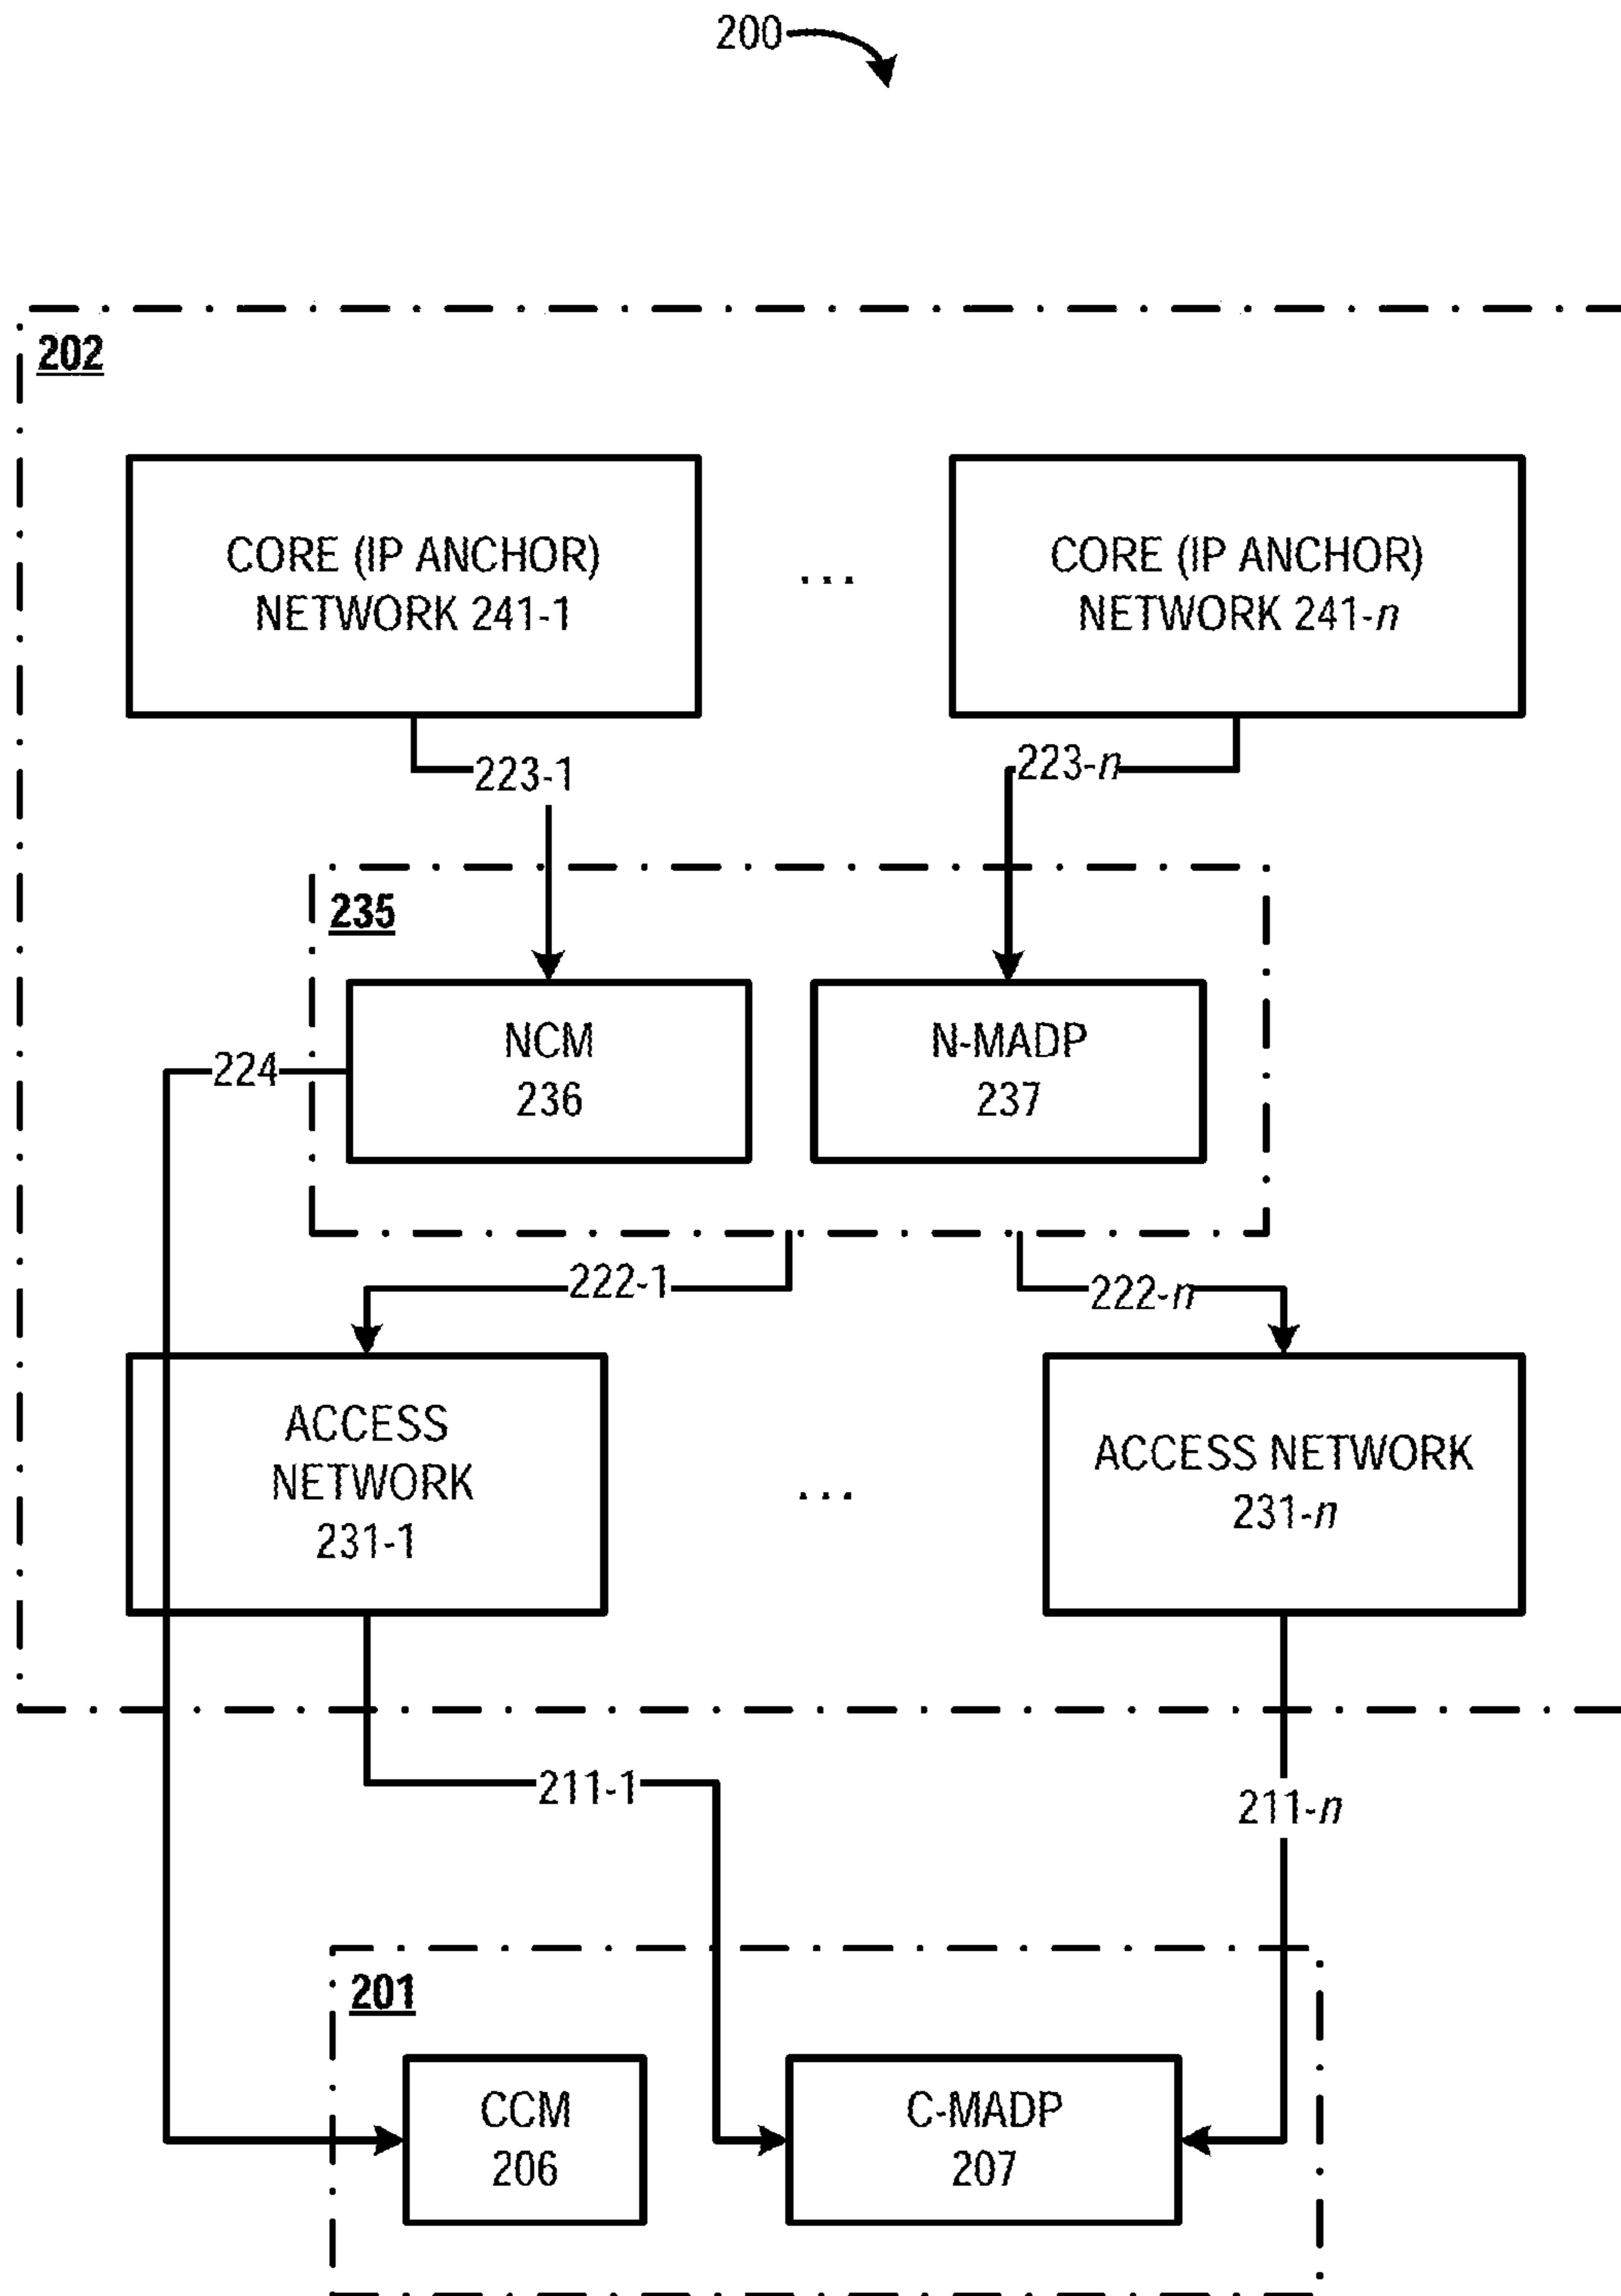 200
202
CORE (IP ANCHOR)
NETWORK 241-1
...
CORE (IP ANCHOR)
NETWORK 241-n
223-1
223-n
235
NCM
236
N-MADP
237
224
222-1
222-n
ACCESS
NETWORK
231-1
...
ACCESS NETWORK
231-n
211-1
211-n
201
CCM
206
C-MADP
207